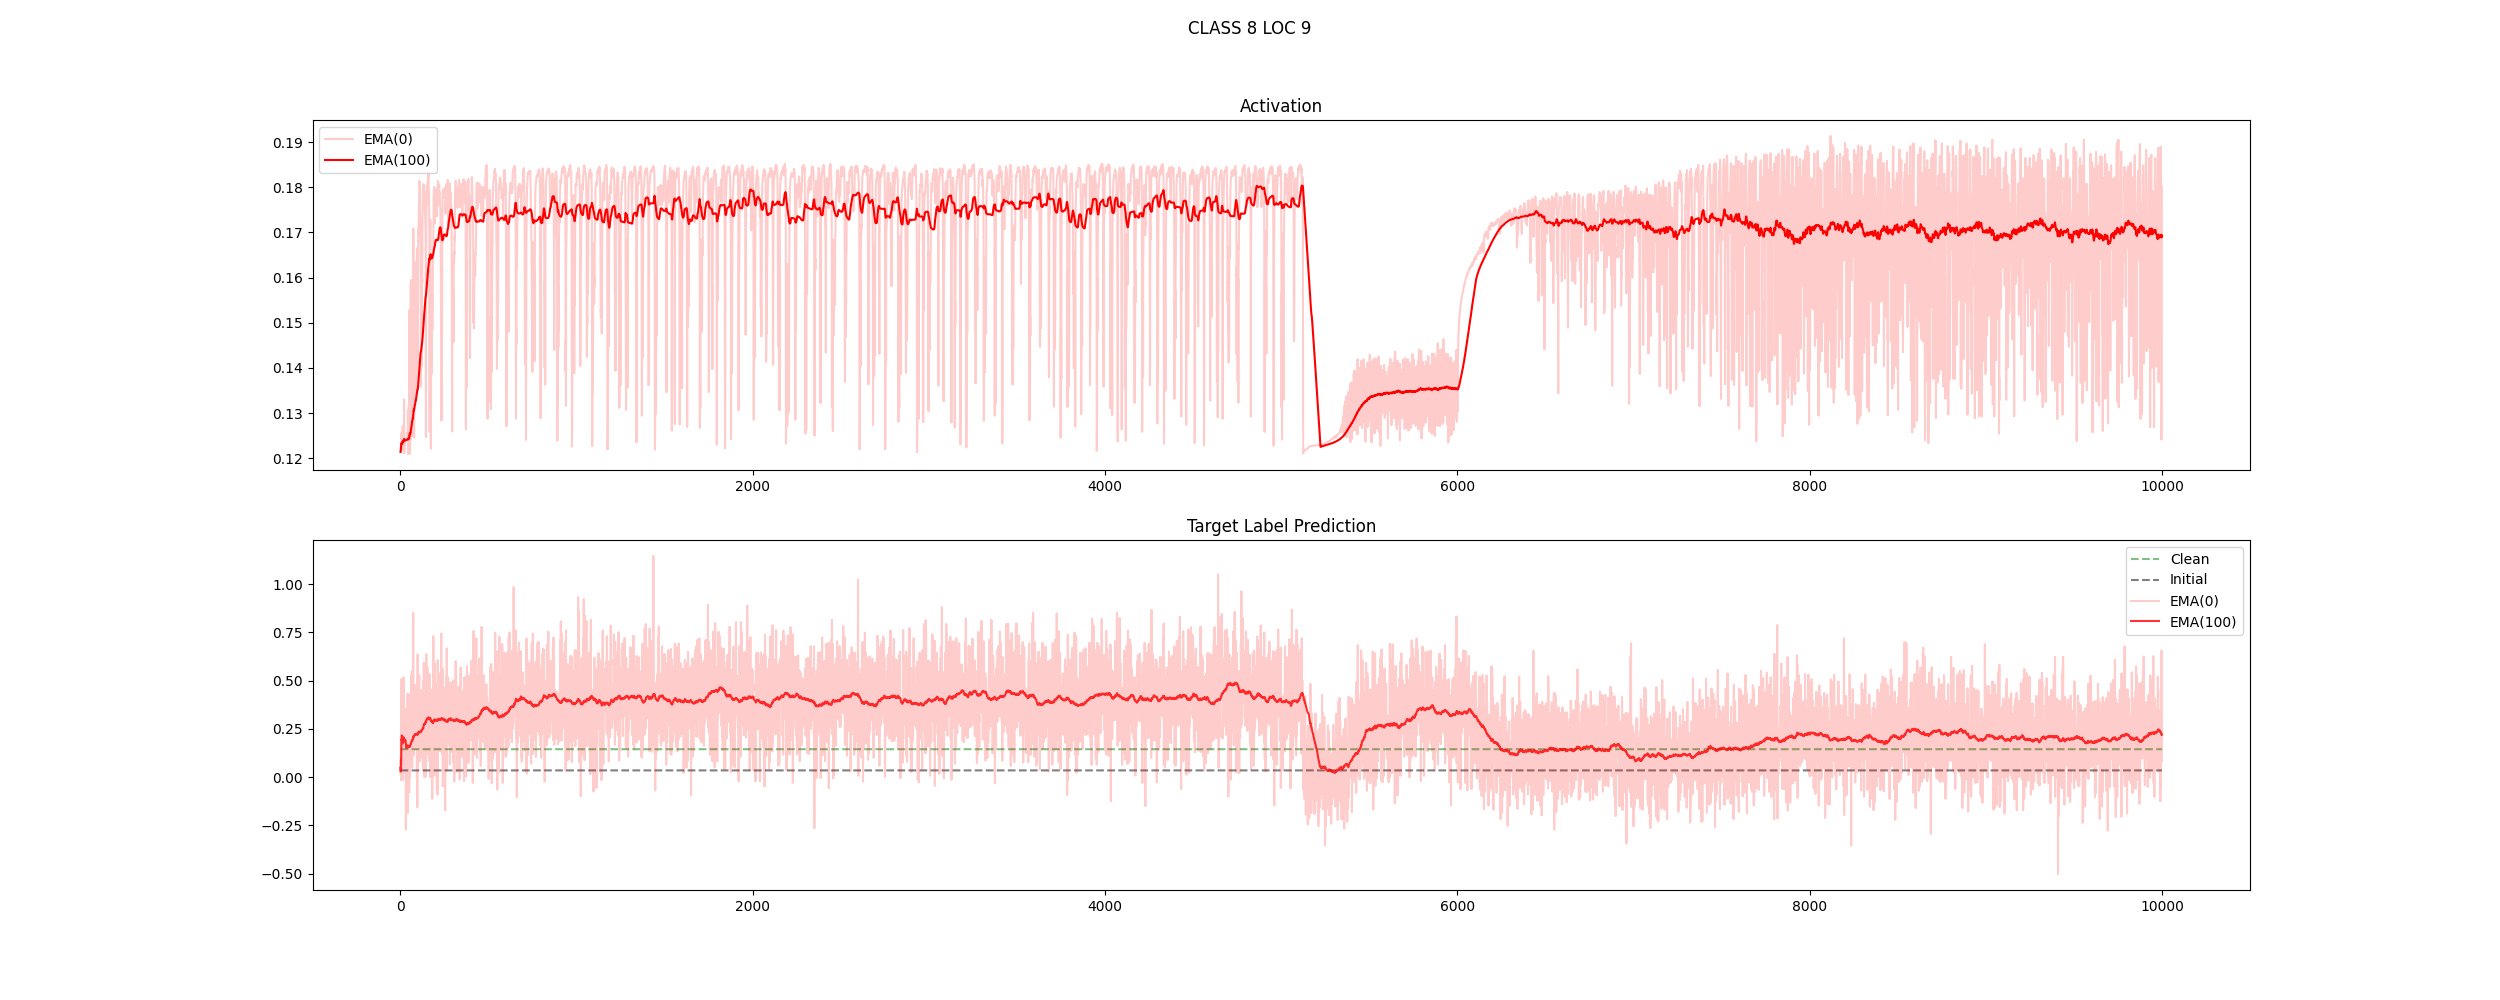 CLASS 8 LOC 9
Activation
EMA(0)
EMA(100)
0.19
0.18
0.17
0.16
0.15
0.14
0.13
0.12
0 2000 4000 6000 8000 10000
Target Label Prediction
Clean
Initial
EMA(0)
EMA(100)
1.00
0.75
0.50
0.25
0.00
−0.25
−0.50
0 2000 4000 6000 8000 10000